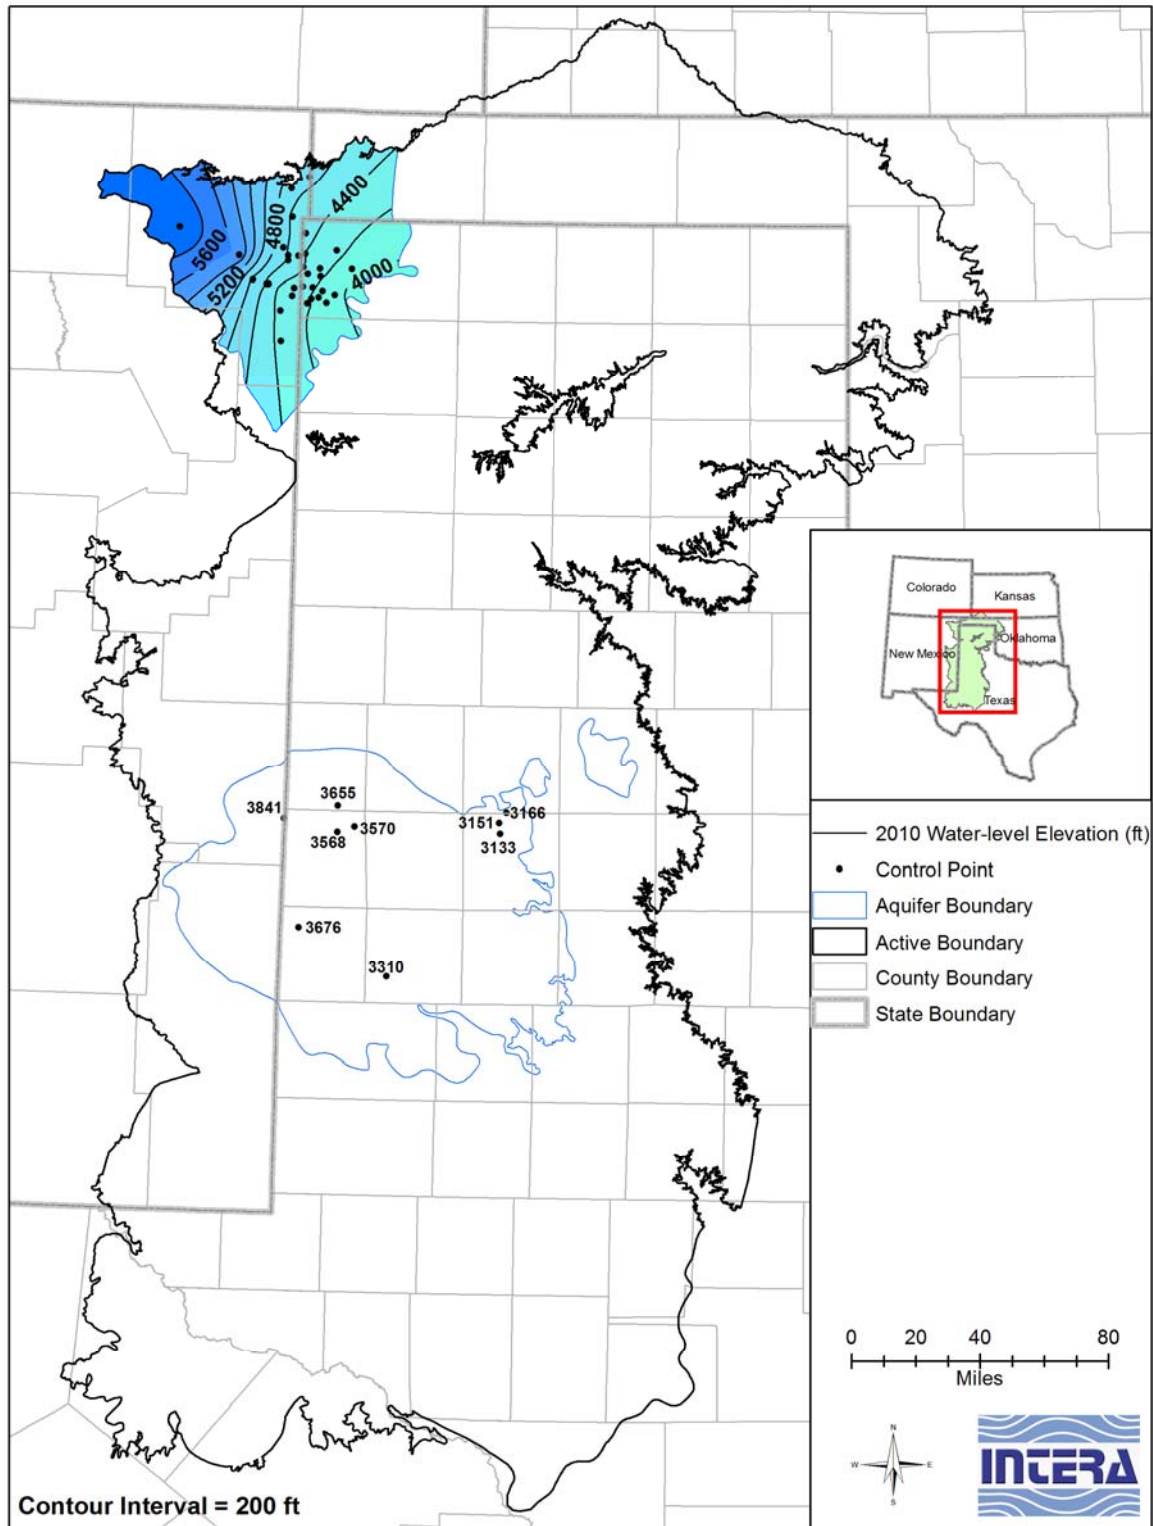 4400
4800
5600
5200
4000
Colorado
Kansas
New Mexico
Oklahoma
Texas
3655
3841
3166
3151
3570
3568
3133
3676
3310
2010 Water-level Elevation (ft)
Control Point
Aquifer Boundary
Active Boundary
County Boundary
State Boundary
0 20 40 80
Miles
N
W E
S
INTERA
Contour Interval = 200 ft